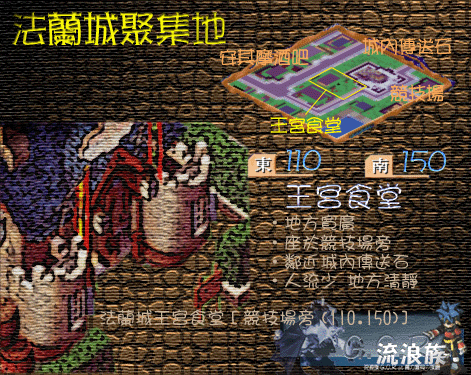 法蘭城聚集地
城內傳送石
安其摩酒吧
競技場
王宮食堂
東 110 南 150
王宮食堂
・地方寬廣
・座於競技場旁
・鄰近城內傳送石
・人流少 地方清靜
法蘭城王宮食堂 [ 競技場旁 (110.150) ]
流浪族